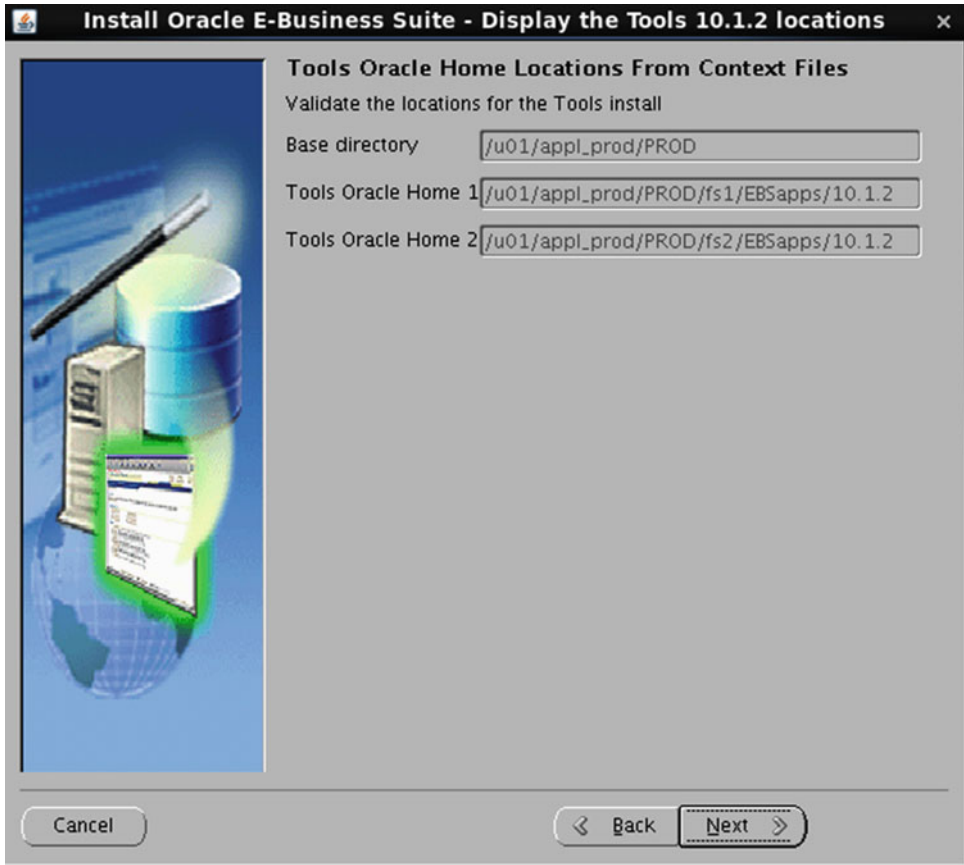 Install Oracle E-Business Suite - Display the Tools 10.1.2 locations
Tools Oracle Home Locations From Context Files
Validate the locations for the Tools install
Base directory /u01/appl_prod/PROD
Tools Oracle Home 1 /u01/appl_prod/PROD/fs1/EBSapps/10.1.2
Tools Oracle Home 2 /u01/appl_prod/PROD/fs2/EBSapps/10.1.2
Cancel Back Next